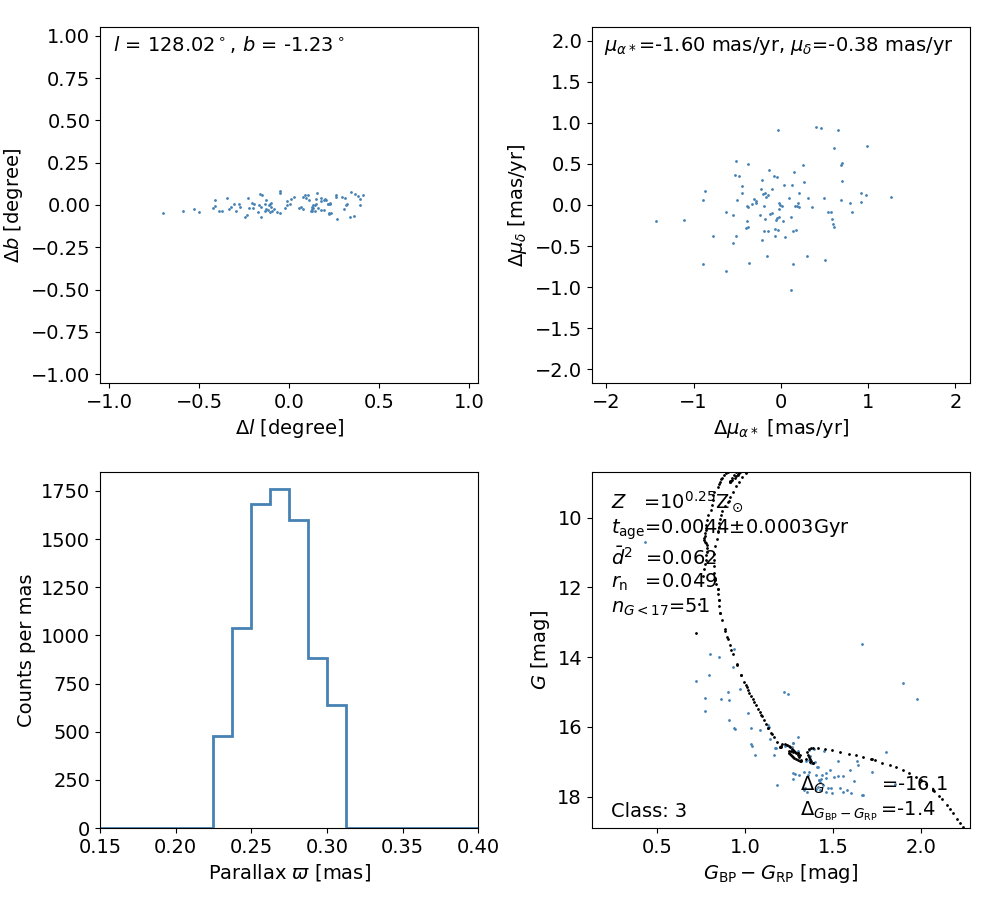 l = 128.02°, b = -1.23°
1.00
0.75
0.50
0.25
0.00
−0.25
−0.50
−0.75
−1.00
Δb [degree]
−1.0 −0.5 0.0 0.5 1.0
Δl [degree]
μα*=-1.60 mas/yr, μδ=-0.38 mas/yr
2.0
1.5
1.0
0.5
0.0
−0.5
−1.0
−1.5
−2.0
Δμδ [mas/yr]
−2 −1 0 1 2
Δμα* [mas/yr]
1750
1500
1250
1000
750
500
250
0
Counts per mas
0.15 0.20 0.25 0.30 0.35 0.40
Parallax ϖ [mas]
Z =10^0.25 Z⊙
t_age=0.0044±0.0003Gyr
d̄² =0.062
r_n =0.049
n_G<17=51
Δ_G =-16.1
Δ_GBP−GRP =-1.4
Class: 3
10
12
14
16
18
G [mag]
0.5 1.0 1.5 2.0
G_BP − G_RP [mag]